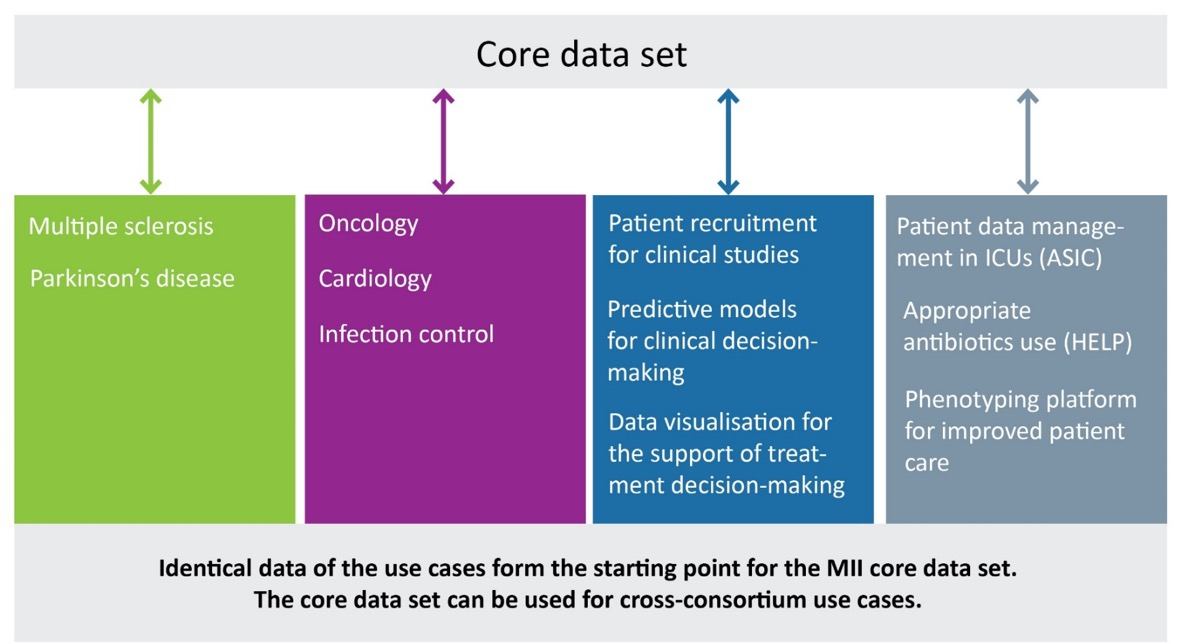 Core data set
Multiple sclerosis
Parkinson’s disease
Oncology
Cardiology
Infection control
Patient recruitment
for clinical studies
Predictive models
for clinical decision-
making
Data visualisation for
the support of treat-
ment decision-making
Patient data manage-
ment in ICUs (ASIC)
Appropriate
antibiotics use (HELP)
Phenotyping platform
for improved patient
care
Identical data of the use cases form the starting point for the MII core data set.
The core data set can be used for cross-consortium use cases.